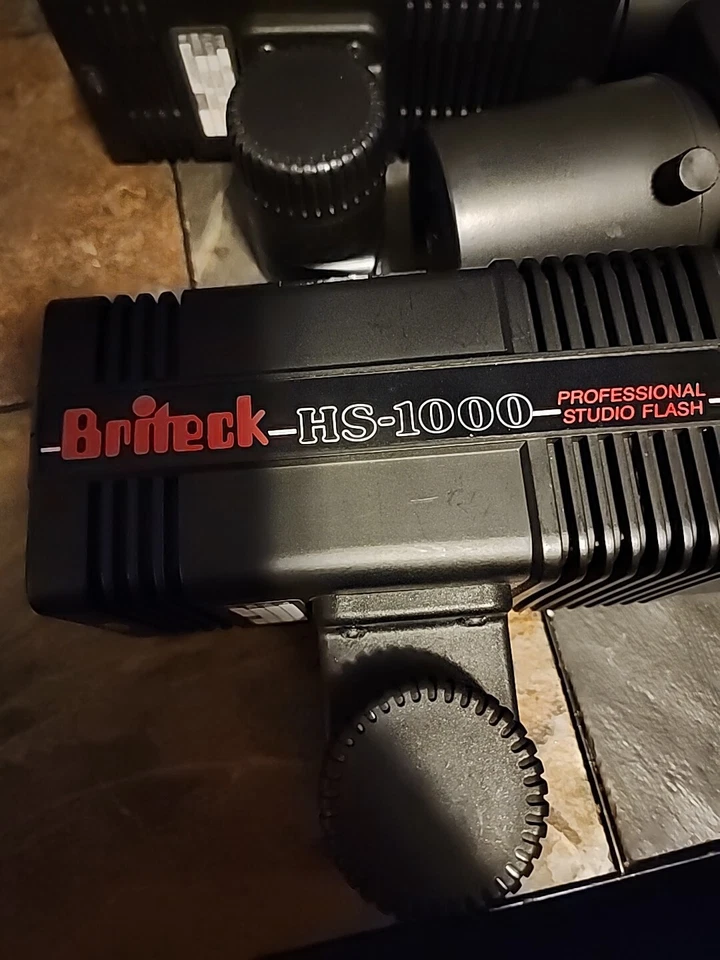 Briteck HS-1000 PROFESSIONAL
STUDIO FLASH